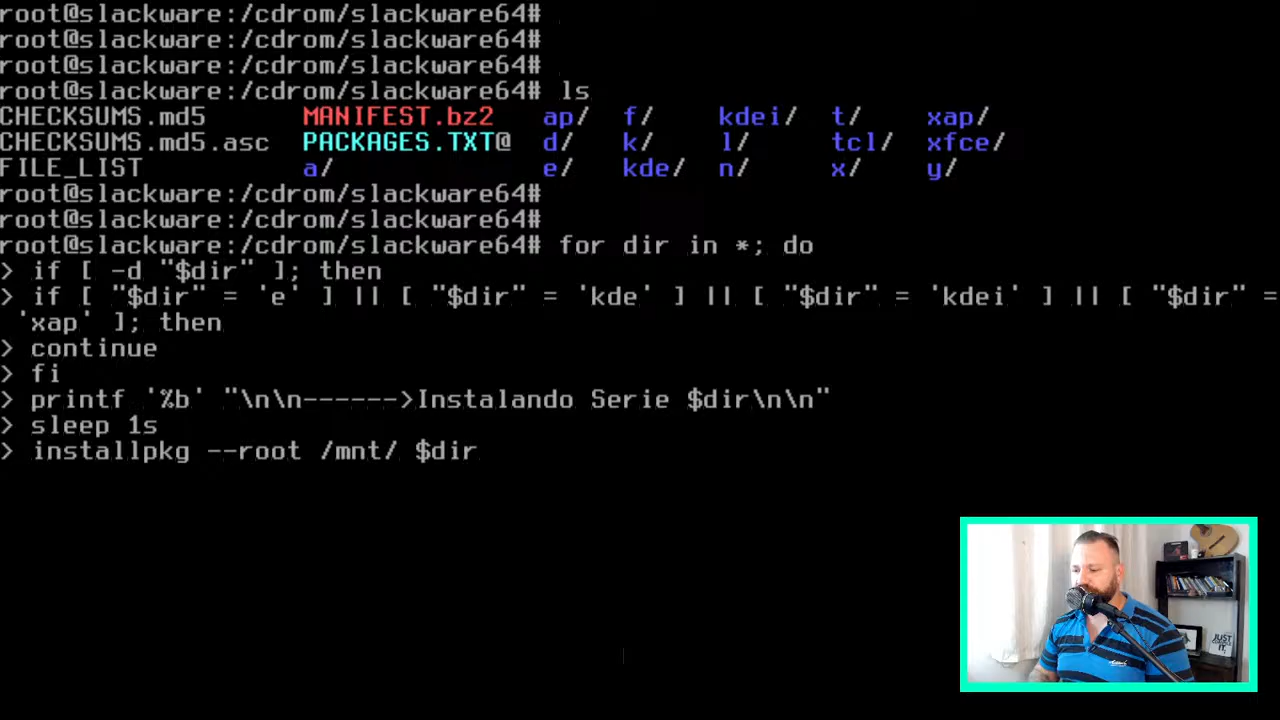 root@slackware:/cdrom/slackware64#
root@slackware:/cdrom/slackware64#
root@slackware:/cdrom/slackware64#
root@slackware:/cdrom/slackware64# ls
CHECKSUMS.md5 MANIFEST.bz2 ap/ f/ kdei/ t/ xap/
CHECKSUMS.md5.asc PACKAGES.TXT@ d/ k/ l/ tcl/ xfce/
FILE_LIST a/ e/ kde/ n/ x/ y/
root@slackware:/cdrom/slackware64#
root@slackware:/cdrom/slackware64#
root@slackware:/cdrom/slackware64# for dir in *; do
> if [ -d "$dir" ]; then
> if [ "$dir" = 'e' ] || [ "$dir" = 'kde' ] || [ "$dir" = 'kdei' ] || [ "$dir" =
'xap' ]; then
> continue
> fi
> printf '%b' "\n\n------>Instalando Serie $dir\n\n"
> sleep 1s
> installpkg --root /mnt/ $dir